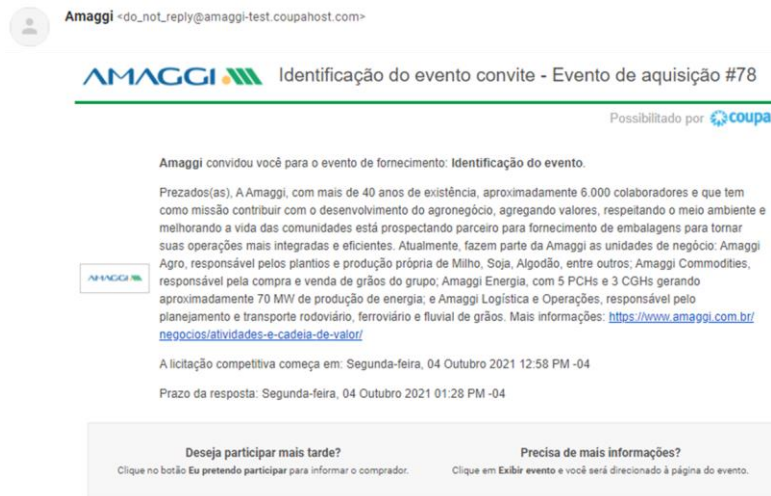 Amaggi <do_not_reply@amaggi-test.coupahost.com>
AMAGGI Identificação do evento convite - Evento de aquisição #78
Possibilitado por coupa
Amaggi convidou você para o evento de fornecimento: Identificação do evento.
Prezados(as), A Amaggi, com mais de 40 anos de existência, aproximadamente 6.000 colaboradores e que tem
como missão contribuir com o desenvolvimento do agronegócio, agregando valores, respeitando o meio ambiente e
melhorando a vida das comunidades está prospectando parceiro para fornecimento de embalagens para tornar
suas operações mais integradas e eficientes. Atualmente, fazem parte da Amaggi as unidades de negócio: Amaggi
Agro, responsável pelos plantios e produção própria de Milho, Soja, Algodão, entre outros; Amaggi Commodities,
AMAGGI
responsável pela compra e venda de grãos do grupo; Amaggi Energia, com 5 PCHs e 3 CGHs gerando
aproximadamente 70 MW de produção de energia; e Amaggi Logística e Operações, responsável pelo
planejamento e transporte rodoviário, ferroviário e fluvial de grãos. Mais informações: https://www.amaggi.com.br/
negocios/atividades-e-cadeia-de-valor/
A licitação competitiva começa em: Segunda-feira, 04 Outubro 2021 12:58 PM -04
Prazo da resposta: Segunda-feira, 04 Outubro 2021 01:28 PM -04
Deseja participar mais tarde?
Clique no botão Eu pretendo participar para informar o comprador.
Precisa de mais informações?
Clique em Exibir evento e você será direcionado à página do evento.